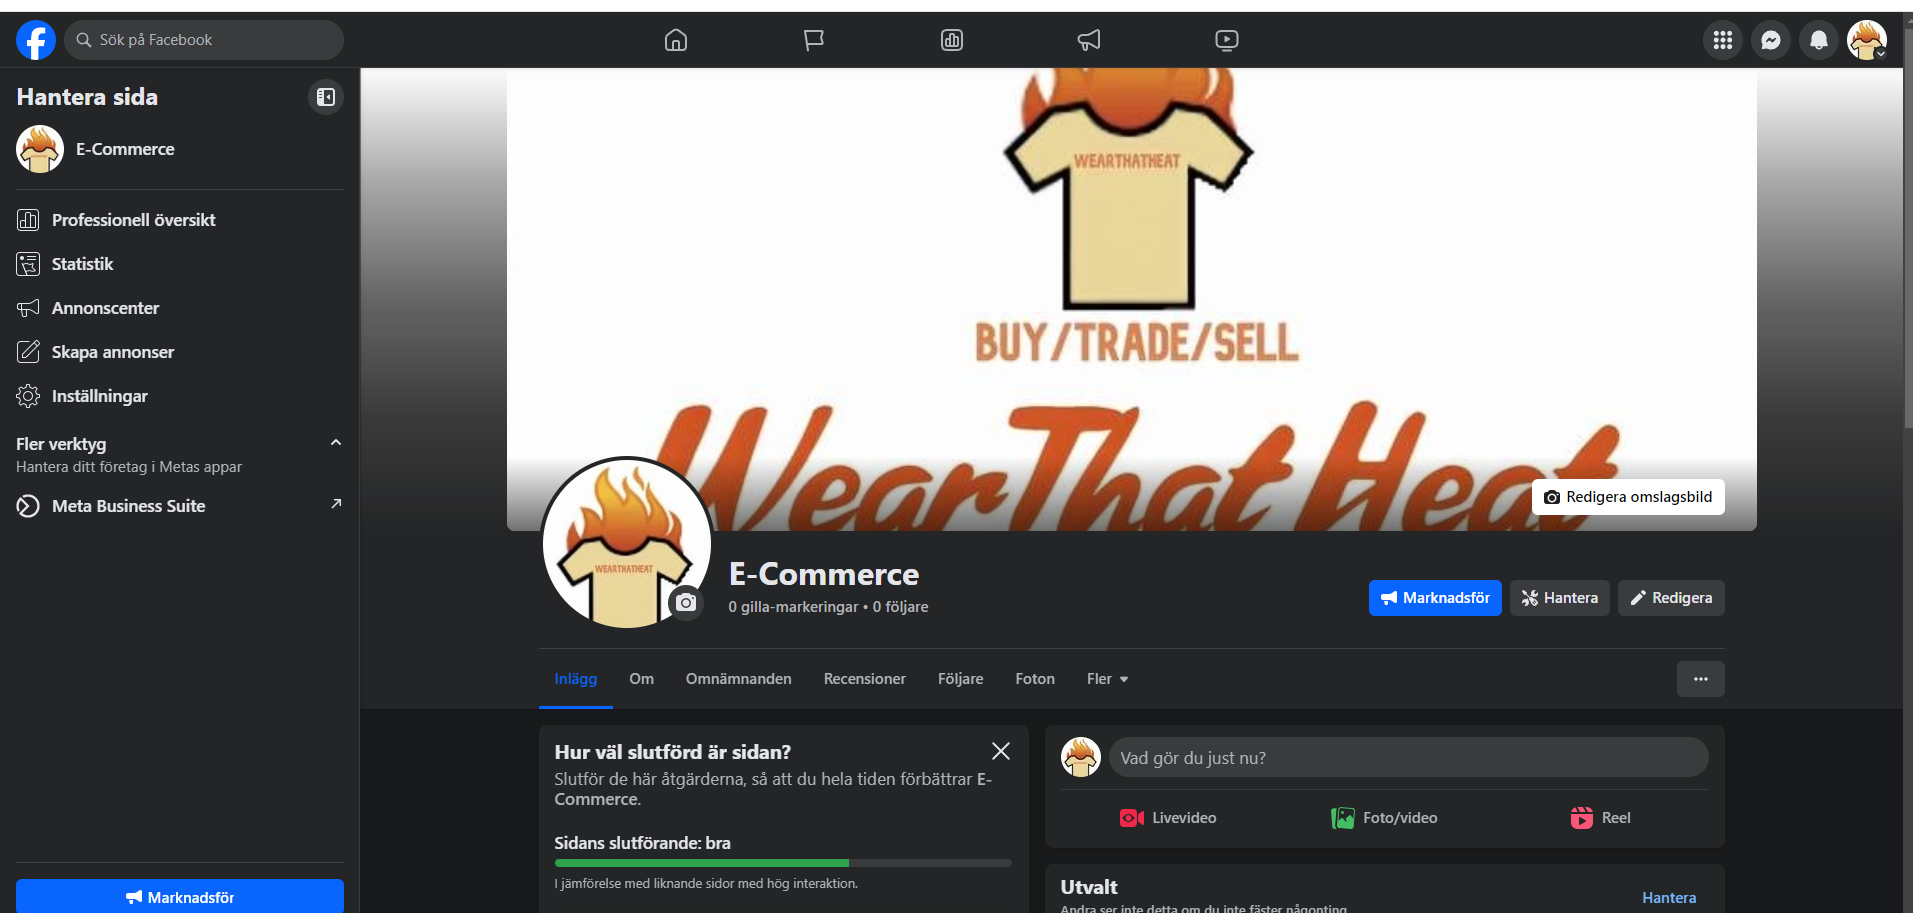 Sök på Facebook
Hantera sida
E-Commerce
Professionell översikt
Statistik
Annonscenter
Skapa annonser
Inställningar
Fler verktyg
Hantera ditt företag i Metas appar
Meta Business Suite
Marknadsför
WEARTHATHEAT
BUY/TRADE/SELL
WearThat Heat
Redigera omslagsbild
WEARTHATHEAT
E-Commerce
0 gilla-markeringar • 0 följare
Marknadsför
Hantera
Redigera
Inlägg
Om
Omnämnanden
Recensioner
Följare
Foton
Fler
Hur väl slutförd är sidan?
Slutför de här åtgärderna, så att du hela tiden förbättrar E-
Commerce.
Sidans slutförande: bra
I jämförelse med liknande sidor med hög interaktion.
Vad gör du just nu?
Livevideo
Foto/video
Reel
Utvalt
Hantera
Andra ser inte detta om du inte fäster någonting